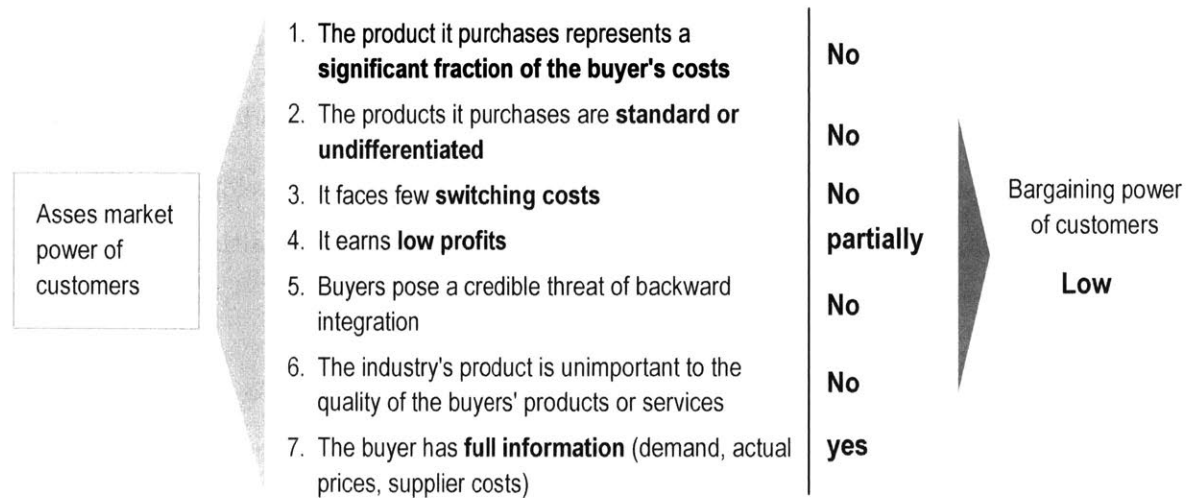 Asses market
power of
customers
1. The product it purchases represents a
significant fraction of the buyer's costs
No
2. The products it purchases are standard or
undifferentiated
No
3. It faces few switching costs
No
4. It earns low profits
partially
5. Buyers pose a credible threat of backward
integration
No
6. The industry's product is unimportant to the
quality of the buyers' products or services
No
7. The buyer has full information (demand, actual
prices, supplier costs)
yes
Bargaining power
of customers
Low